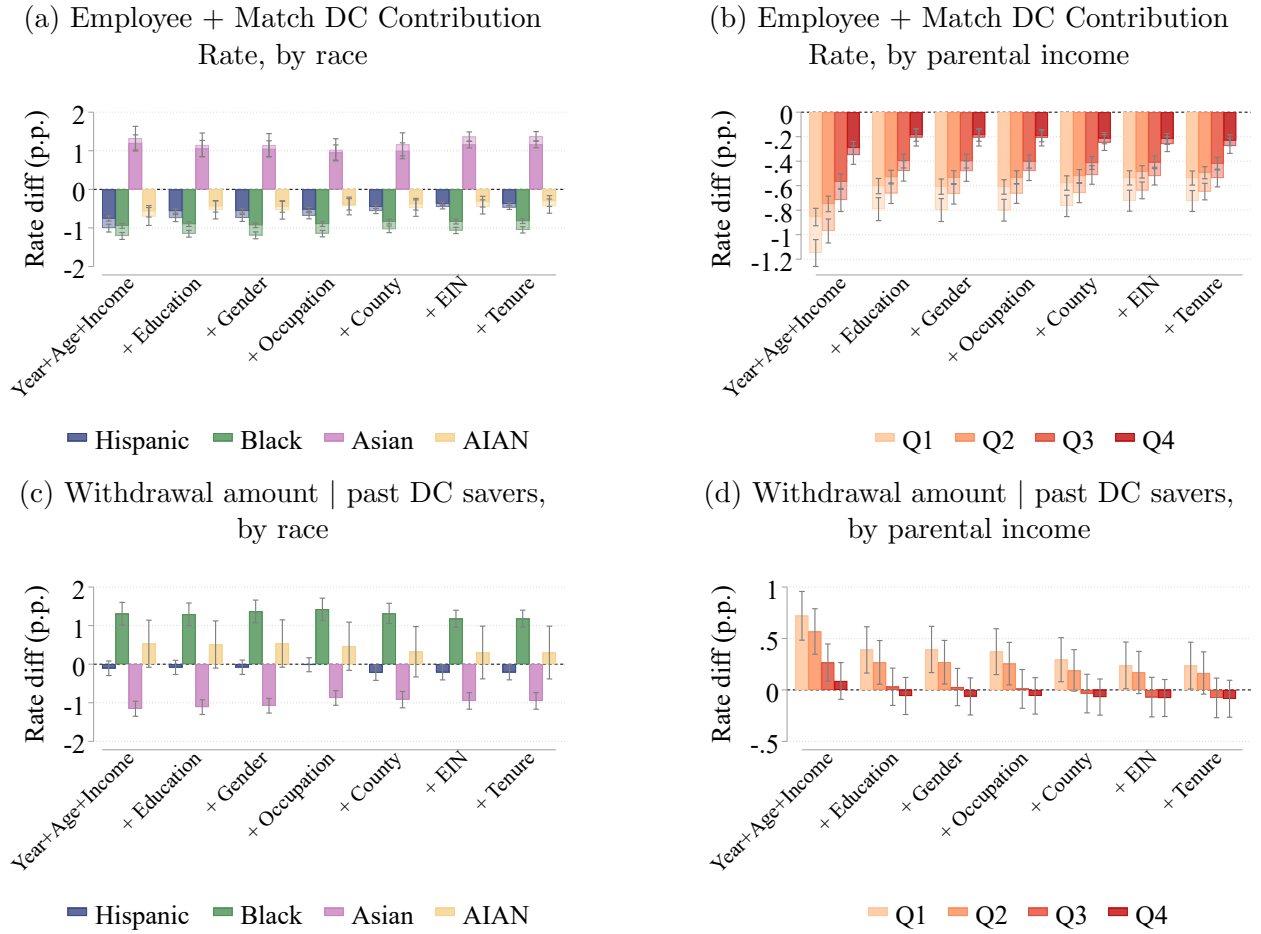 (a) Employee + Match DC Contribution
Rate, by race
Rate diff (p.p.)
2
1
0
-1
-2
Year+Age+Income
+ Education
+ Gender
+ Occupation
+ County
+ EIN
+ Tenure
Hispanic Black Asian AIAN
(b) Employee + Match DC Contribution
Rate, by parental income
Rate diff (p.p.)
0
-.2
-.4
-.6
-.8
-1
-1.2
Year+Age+Income
+ Education
+ Gender
+ Occupation
+ County
+ EIN
+ Tenure
Q1 Q2 Q3 Q4
(c) Withdrawal amount | past DC savers,
by race
Rate diff (p.p.)
2
1
0
-1
-2
Year+Age+Income
+ Education
+ Gender
+ Occupation
+ County
+ EIN
+ Tenure
Hispanic Black Asian AIAN
(d) Withdrawal amount | past DC savers,
by parental income
Rate diff (p.p.)
1
.5
0
-.5
Year+Age+Income
+ Education
+ Gender
+ Occupation
+ County
+ EIN
+ Tenure
Q1 Q2 Q3 Q4